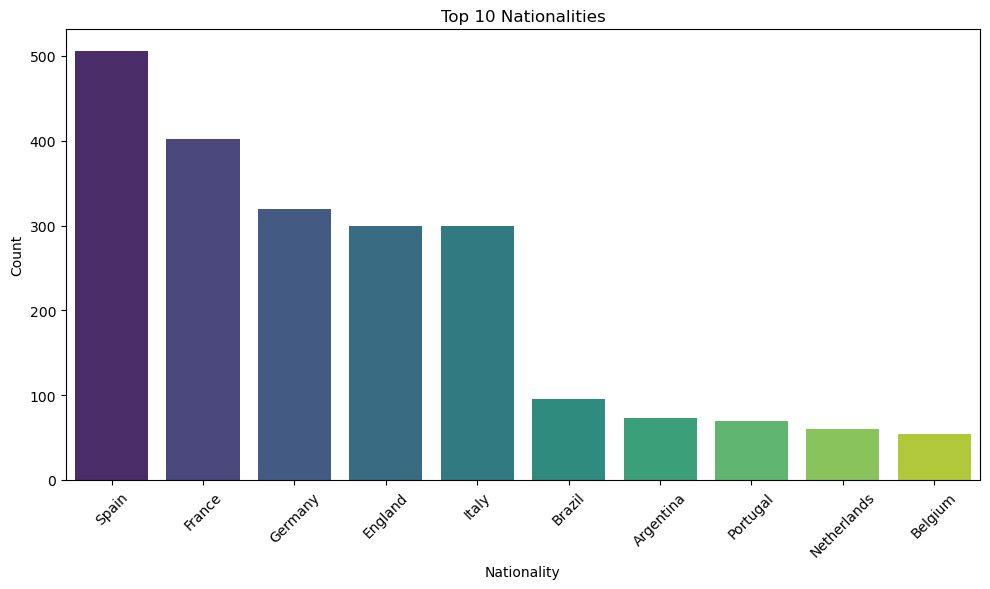 Top 10 Nationalities
Count
500
400
300
200
100
0
Spain
France
Germany
England
Italy
Brazil
Argentina
Portugal
Netherlands
Belgium
Nationality